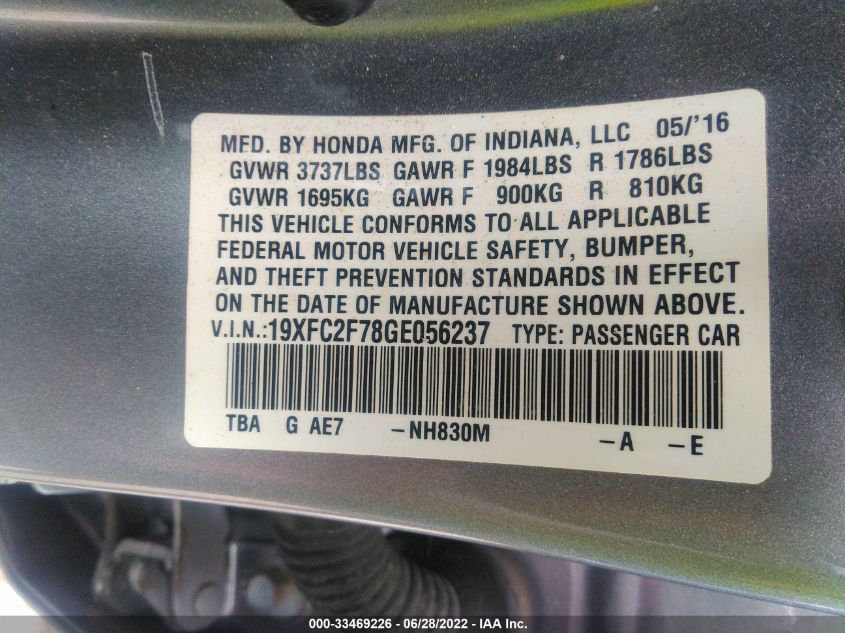 MFD. BY HONDA MFG. OF INDIANA, LLC 05/'16
GVWR 3737LBS GAWR F 1984LBS R 1786LBS
GVWR 1695KG GAWR F 900KG R 810KG
THIS VEHICLE CONFORMS TO ALL APPLICABLE
FEDERAL MOTOR VEHICLE SAFETY, BUMPER,
AND THEFT PREVENTION STANDARDS IN EFFECT
ON THE DATE OF MANUFACTURE SHOWN ABOVE.
V.I.N.:19XFC2F78GE056237 TYPE: PASSENGER CAR
TBA G AE7 -NH830M -A -E
000-33469226 - 06/28/2022 - IAA Inc.